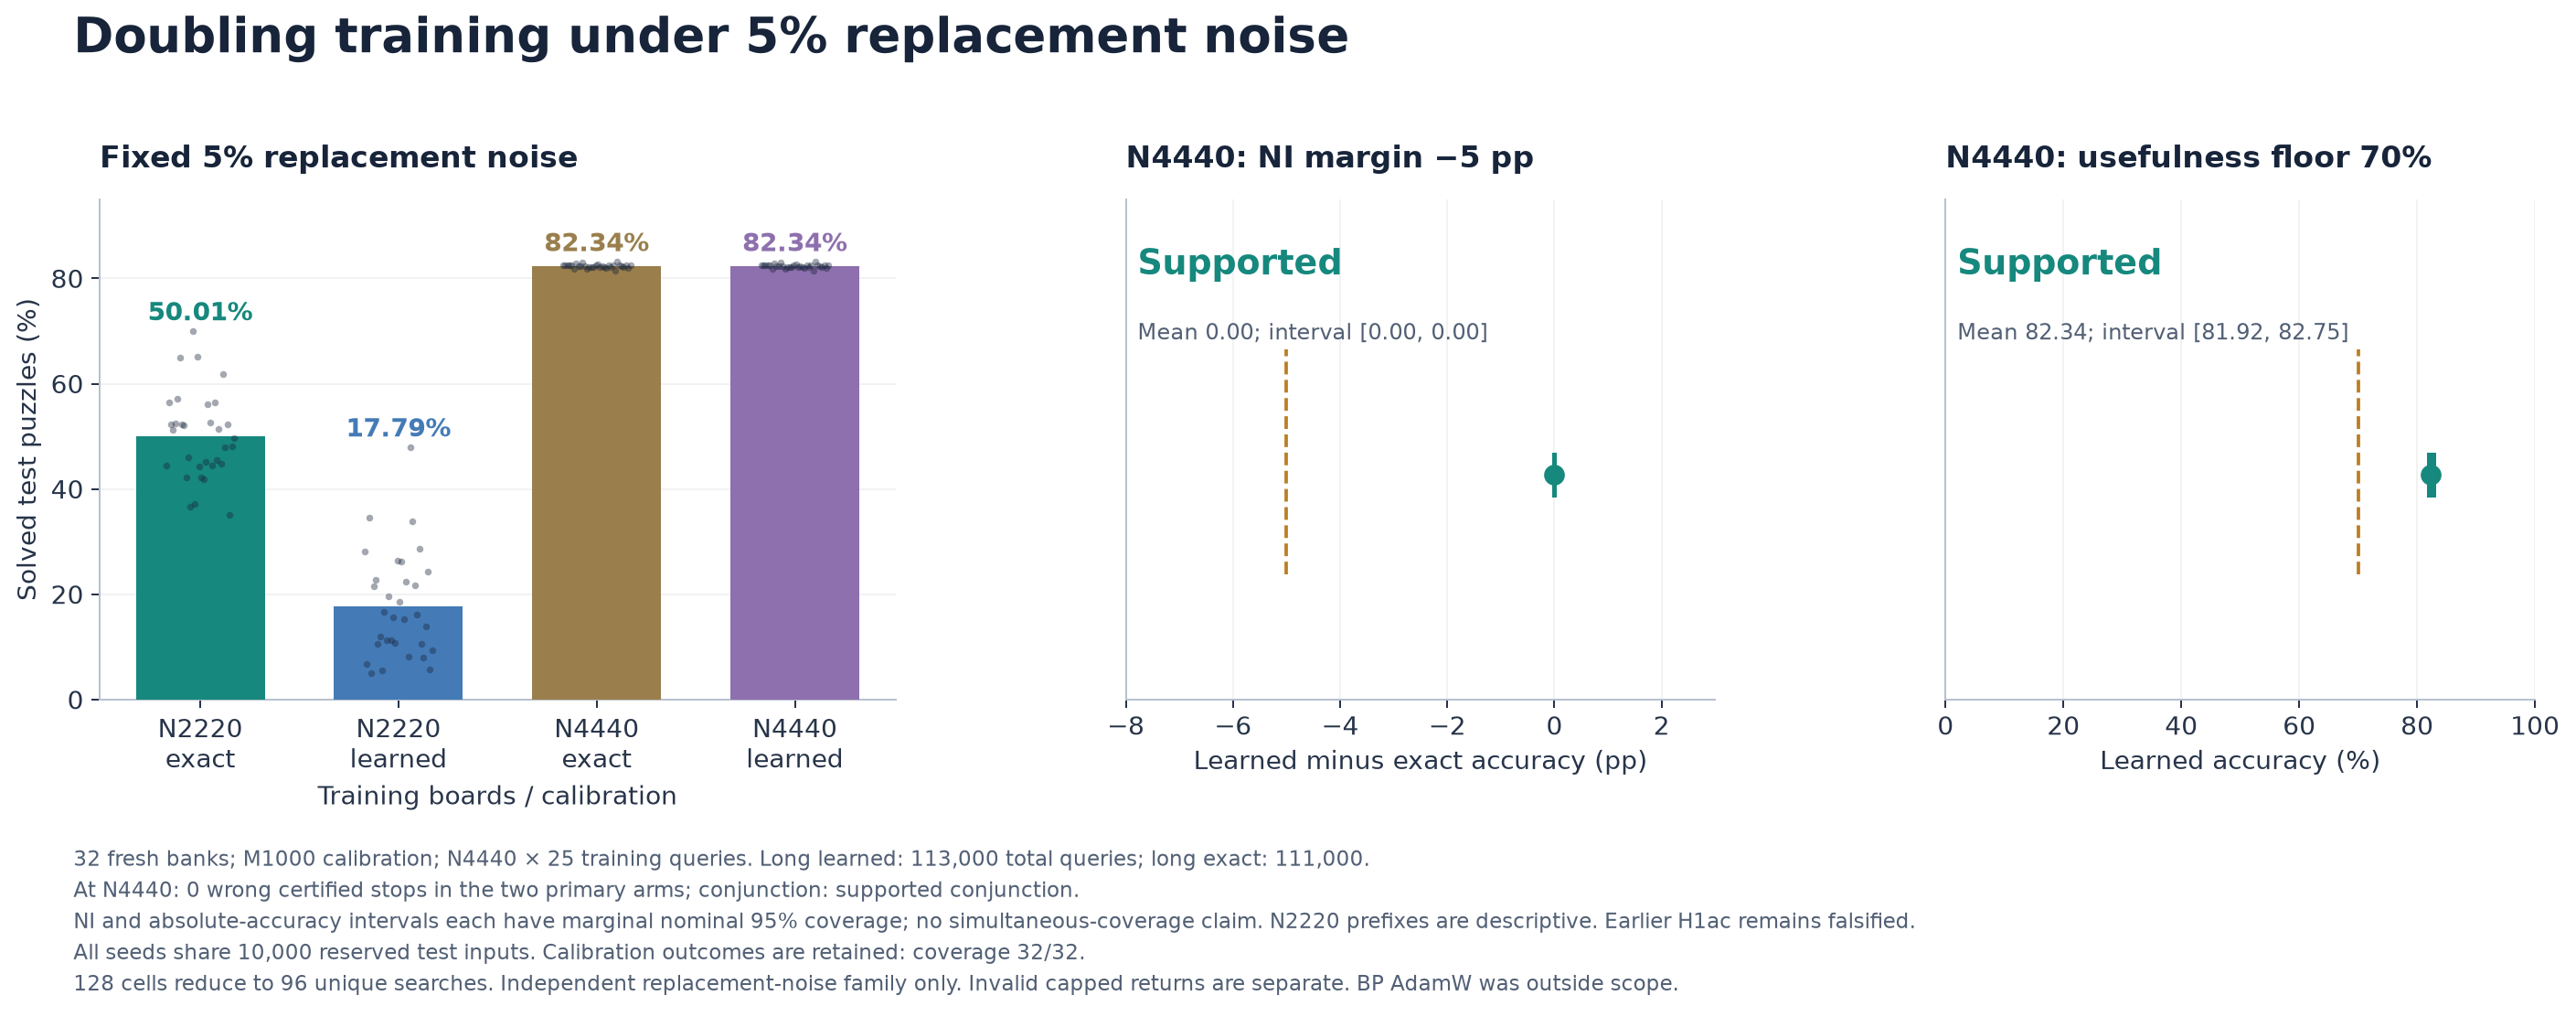 Doubling training under 5% replacement noise
Fixed 5% replacement noise
Solved test puzzles (%)
80
60
40
20
0
50.01%
17.79%
82.34%
82.34%
N2220 exact
N2220 learned
N4440 exact
N4440 learned
Training boards / calibration
N4440: NI margin −5 pp
Supported
Mean 0.00; interval [0.00, 0.00]
−8 −6 −4 −2 0 2
Learned minus exact accuracy (pp)
N4440: usefulness floor 70%
Supported
Mean 82.34; interval [81.92, 82.75]
0 20 40 60 80 100
Learned accuracy (%)
32 fresh banks; M1000 calibration; N4440 × 25 training queries. Long learned: 113,000 total queries; long exact: 111,000.
At N4440: 0 wrong certified stops in the two primary arms; conjunction: supported conjunction.
NI and absolute-accuracy intervals each have marginal nominal 95% coverage; no simultaneous-coverage claim. N2220 prefixes are descriptive. Earlier H1ac remains falsified.
All seeds share 10,000 reserved test inputs. Calibration outcomes are retained: coverage 32/32.
128 cells reduce to 96 unique searches. Independent replacement-noise family only. Invalid capped returns are separate. BP AdamW was outside scope.